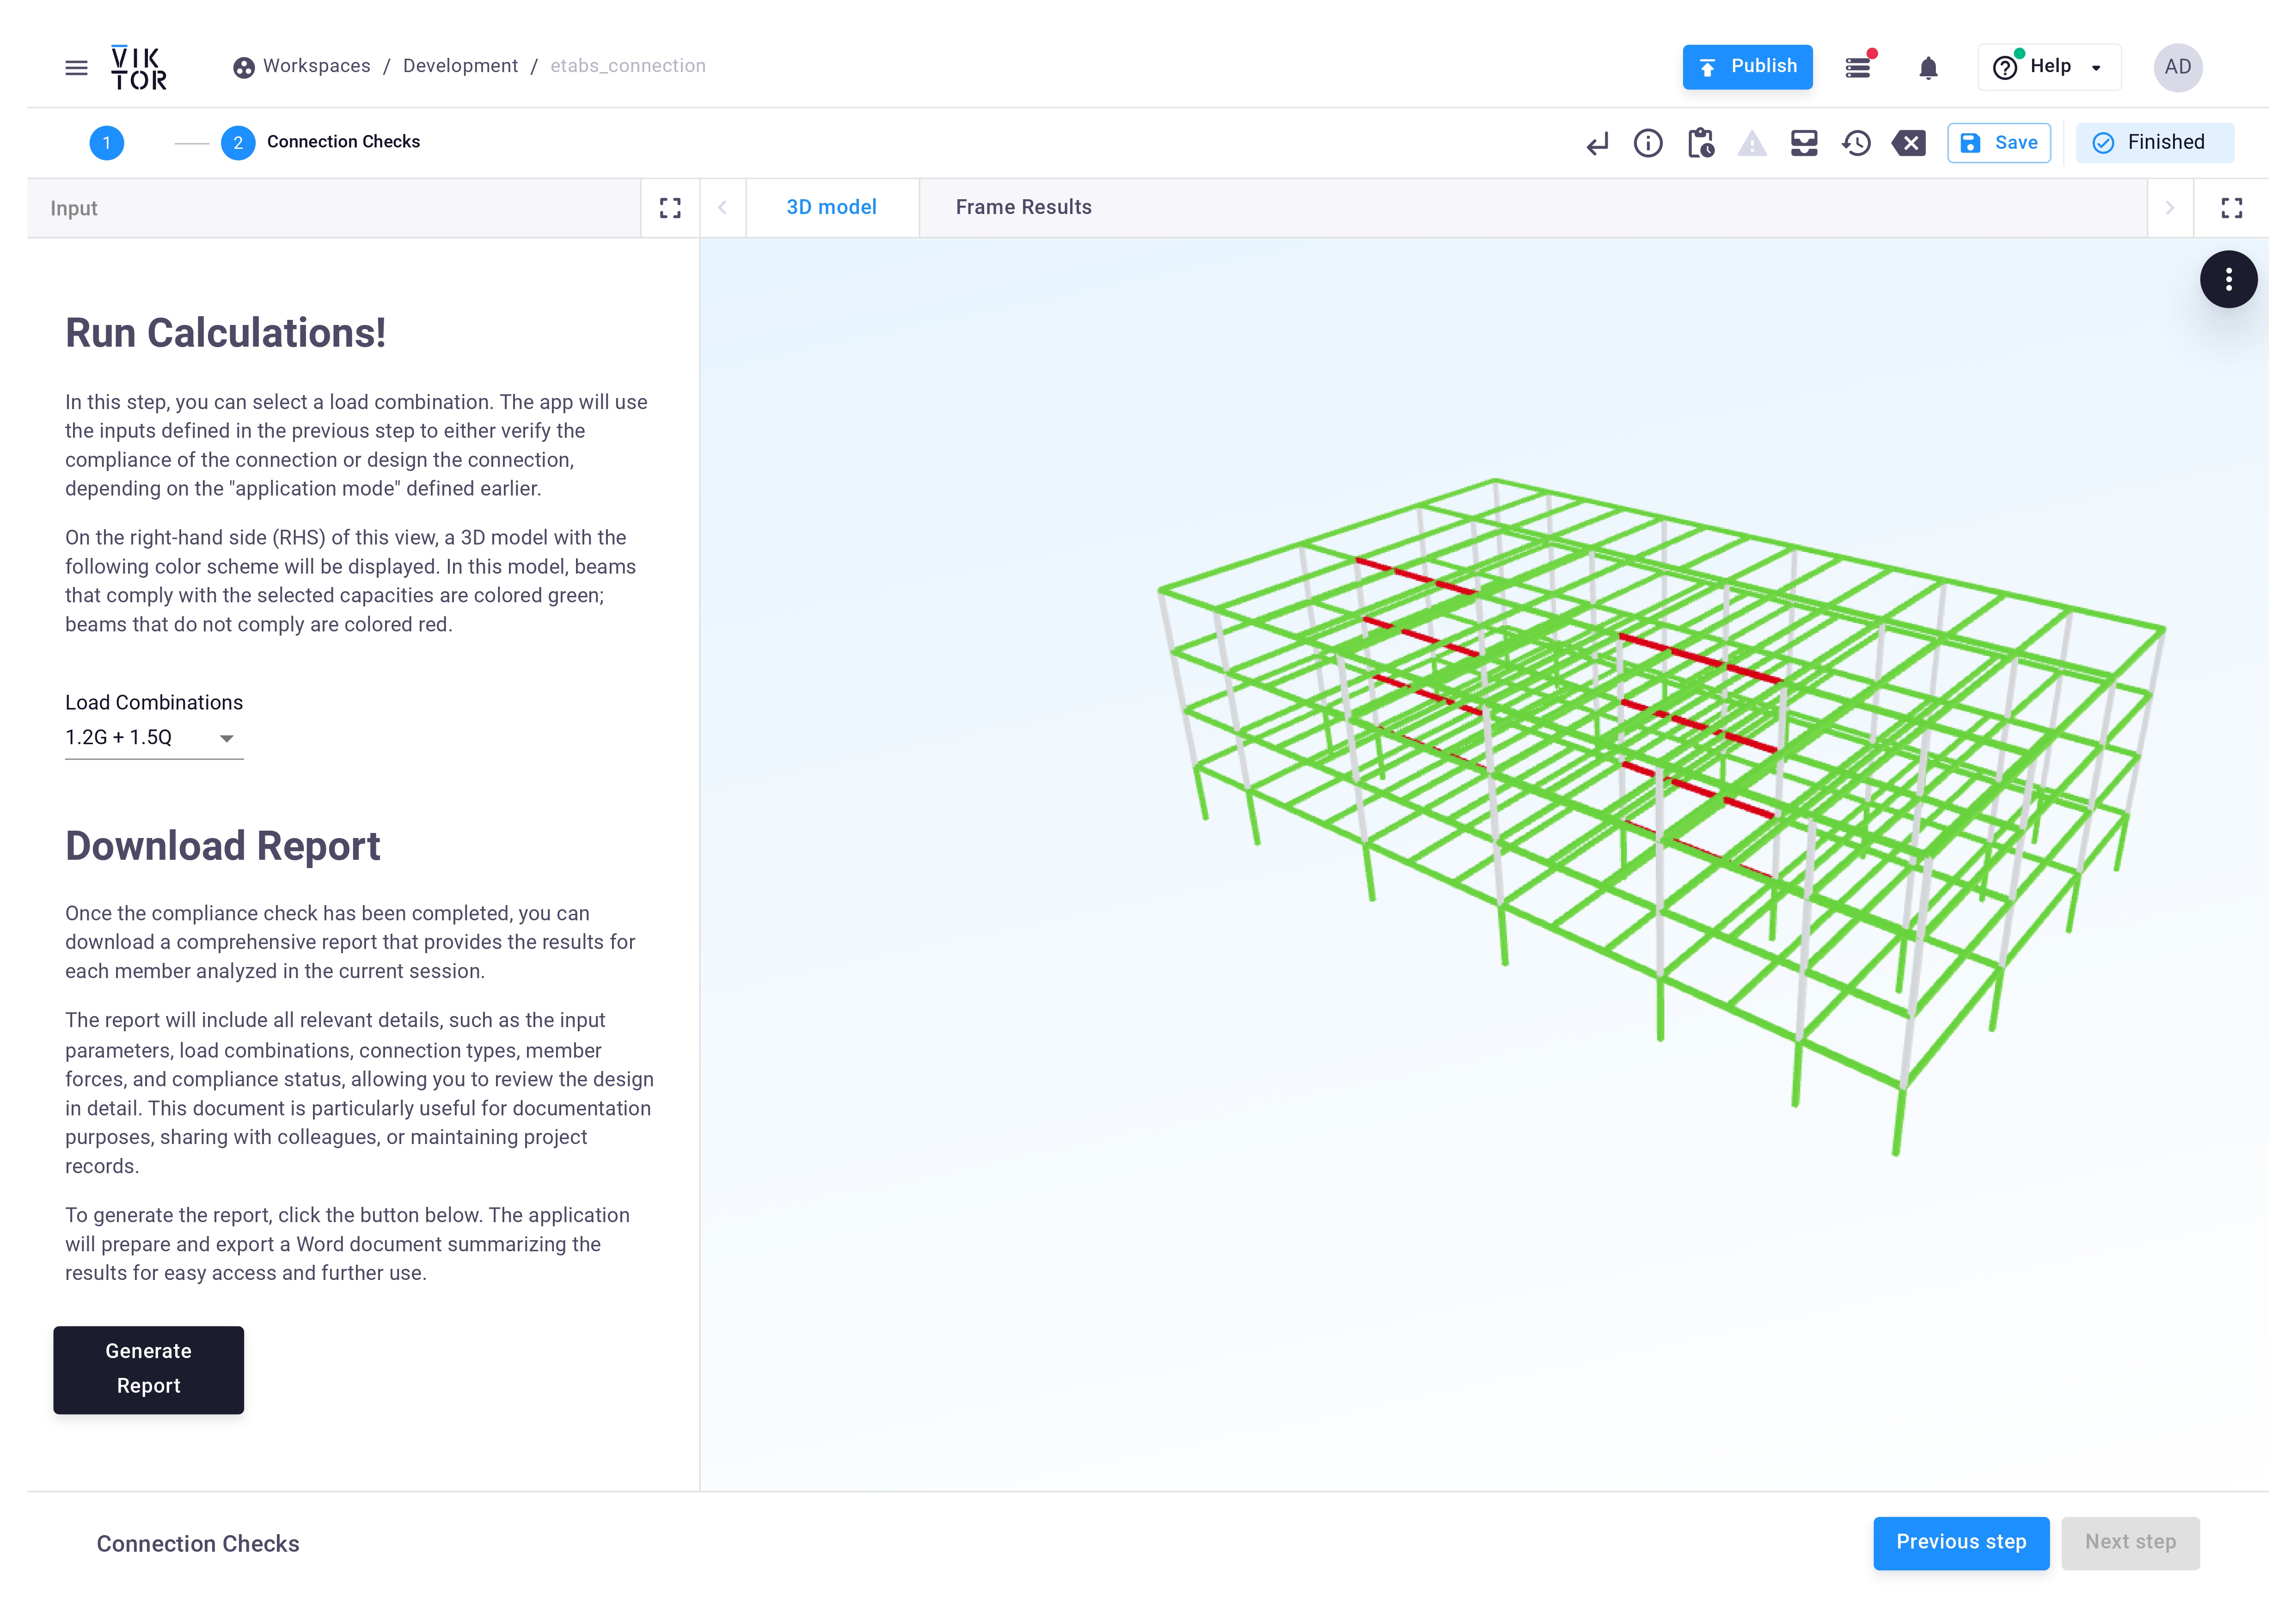 VIK
TOR
Workspaces / Development / etabs_connection
Publish
Help
AD
1
2
Connection Checks
Save
Finished
Input
3D model
Frame Results
Run Calculations!
In this step, you can select a load combination. The app will use
the inputs defined in the previous step to either verify the
compliance of the connection or design the connection,
depending on the "application mode" defined earlier.
On the right-hand side (RHS) of this view, a 3D model with the
following color scheme will be displayed. In this model, beams
that comply with the selected capacities are colored green;
beams that do not comply are colored red.
Load Combinations
1.2G + 1.5Q
Download Report
Once the compliance check has been completed, you can
download a comprehensive report that provides the results for
each member analyzed in the current session.
The report will include all relevant details, such as the input
parameters, load combinations, connection types, member
forces, and compliance status, allowing you to review the design
in detail. This document is particularly useful for documentation
purposes, sharing with colleagues, or maintaining project
records.
To generate the report, click the button below. The application
will prepare and export a Word document summarizing the
results for easy access and further use.
Generate
Report
Connection Checks
Previous step
Next step